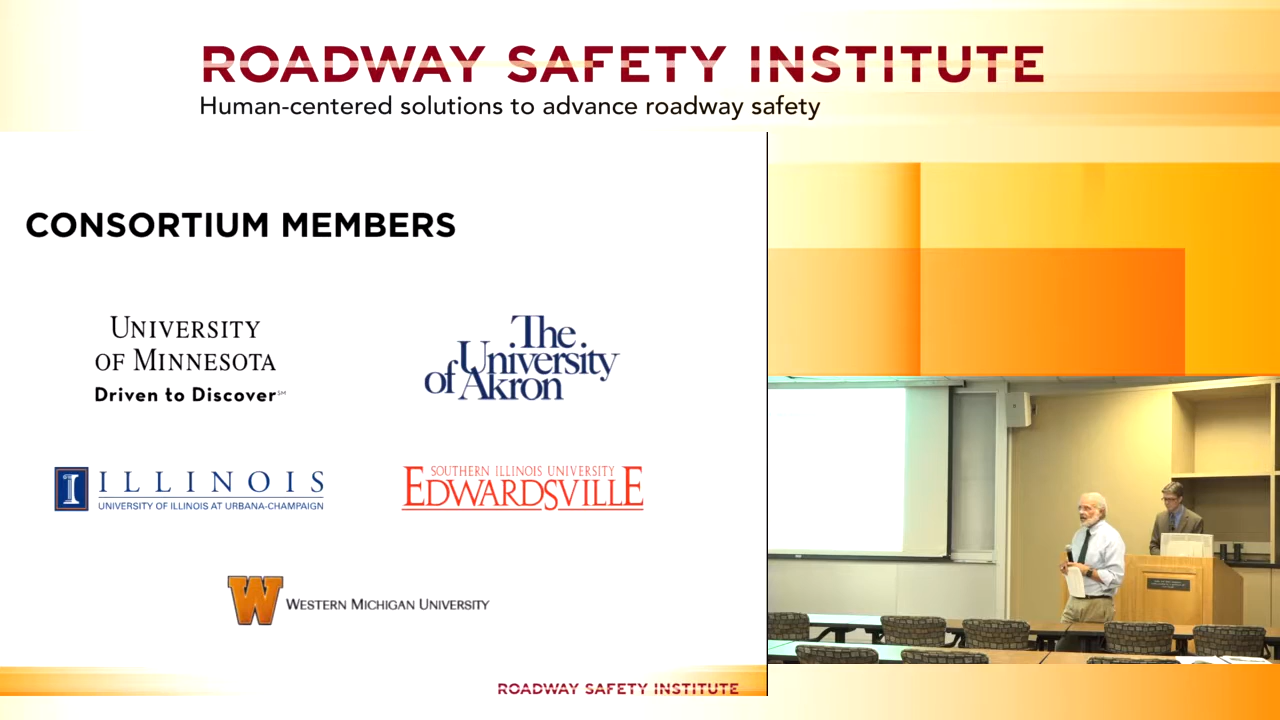 ROADWAY SAFETY INSTITUTE
Human-centered solutions to advance roadway safety
CONSORTIUM MEMBERS
UNIVERSITY
OF MINNESOTA
Driven to Discover℠
The
University
of Akron
I ILLINOIS
UNIVERSITY OF ILLINOIS AT URBANA-CHAMPAIGN
SOUTHERN ILLINOIS UNIVERSITY
EDWARDSVILLE
W WESTERN MICHIGAN UNIVERSITY
ROADWAY SAFETY INSTITUTE